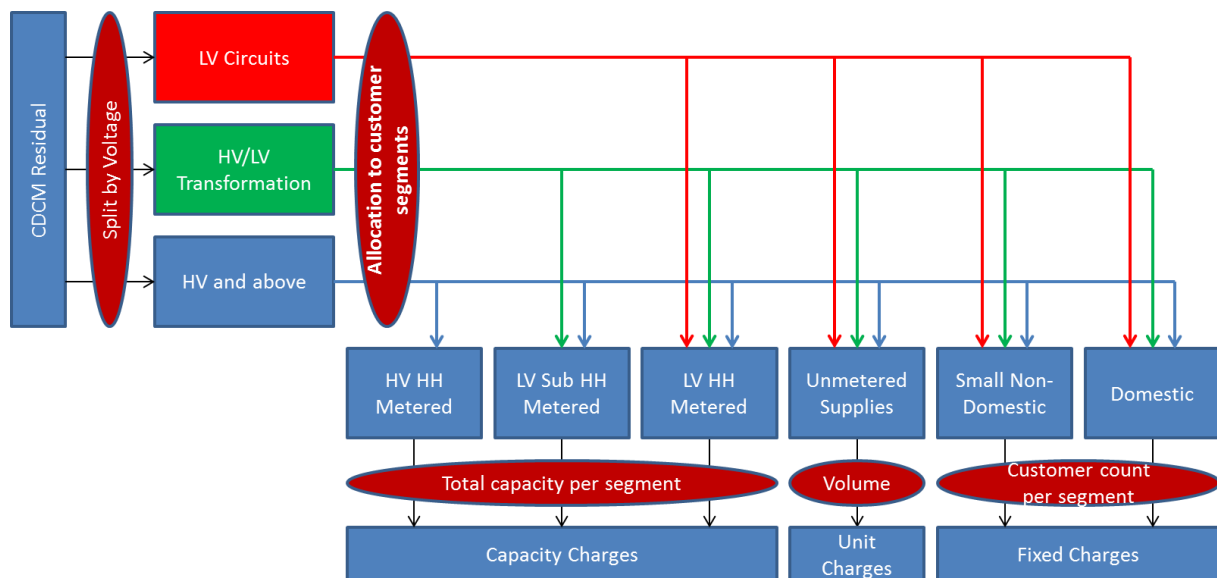 CDCM Residual
Split by Voltage
LV Circuits
HV/LV
Transformation
HV and above
Allocation to customer
segments
HV HH
Metered
LV Sub HH
Metered
LV HH
Metered
Unmetered
Supplies
Small Non-
Domestic
Domestic
Total capacity per segment
Volume
Customer count
per segment
Capacity Charges
Unit
Charges
Fixed Charges